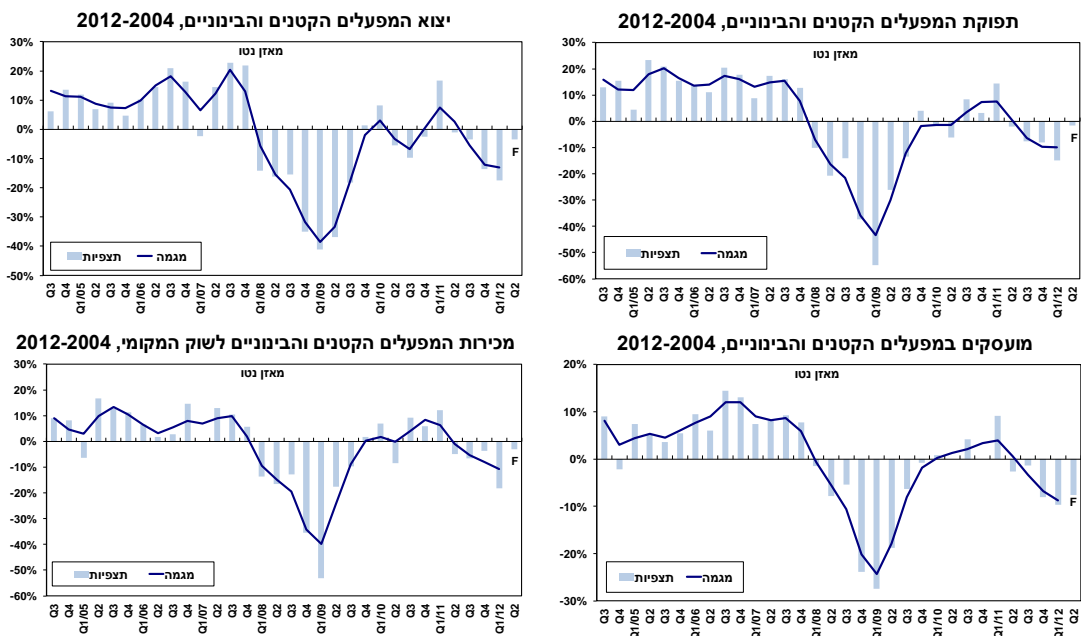 תפוקת המפעלים הקטנים והבינוניים, 2012-2004
מאזן נטו
30%
20%
10%
0%
-10%
-20%
-30%
-40%
-50%
-60%
F
תצפיות מגמה
Q3 Q4 Q1/05 Q2 Q3 Q4 Q1/06 Q2 Q3 Q4 Q1/07 Q2 Q3 Q4 Q1/08 Q2 Q3 Q4 Q1/09 Q2 Q3 Q4 Q1/10 Q2 Q3 Q4 Q1/11 Q2 Q3 Q4 Q1/12 Q2
יצוא המפעלים הקטנים והבינוניים, 2012-2004
מאזן נטו
30%
20%
10%
0%
-10%
-20%
-30%
-40%
-50%
F
תצפיות מגמה
Q3 Q4 Q1/05 Q2 Q3 Q4 Q1/06 Q2 Q3 Q4 Q1/07 Q2 Q3 Q4 Q1/08 Q2 Q3 Q4 Q1/09 Q2 Q3 Q4 Q1/10 Q2 Q3 Q4 Q1/11 Q2 Q3 Q4 Q1/12 Q2
מועסקים במפעלים הקטנים והבינוניים, 2012-2004
מאזן נטו
20%
10%
0%
-10%
-20%
-30%
F
תצפיות מגמה
Q3 Q4 Q1/05 Q2 Q3 Q4 Q1/06 Q2 Q3 Q4 Q1/07 Q2 Q3 Q4 Q1/08 Q2 Q3 Q4 Q1/09 Q2 Q3 Q4 Q1/10 Q2 Q3 Q4 Q1/11 Q2 Q3 Q4 Q1/12 Q2
מכירות המפעלים הקטנים והבינוניים לשוק המקומי, 2012-2004
מאזן נטו
30%
20%
10%
0%
-10%
-20%
-30%
-40%
-50%
-60%
F
תצפיות מגמה
Q3 Q4 Q1/05 Q2 Q3 Q4 Q1/06 Q2 Q3 Q4 Q1/07 Q2 Q3 Q4 Q1/08 Q2 Q3 Q4 Q1/09 Q2 Q3 Q4 Q1/10 Q2 Q3 Q4 Q1/11 Q2 Q3 Q4 Q1/12 Q2